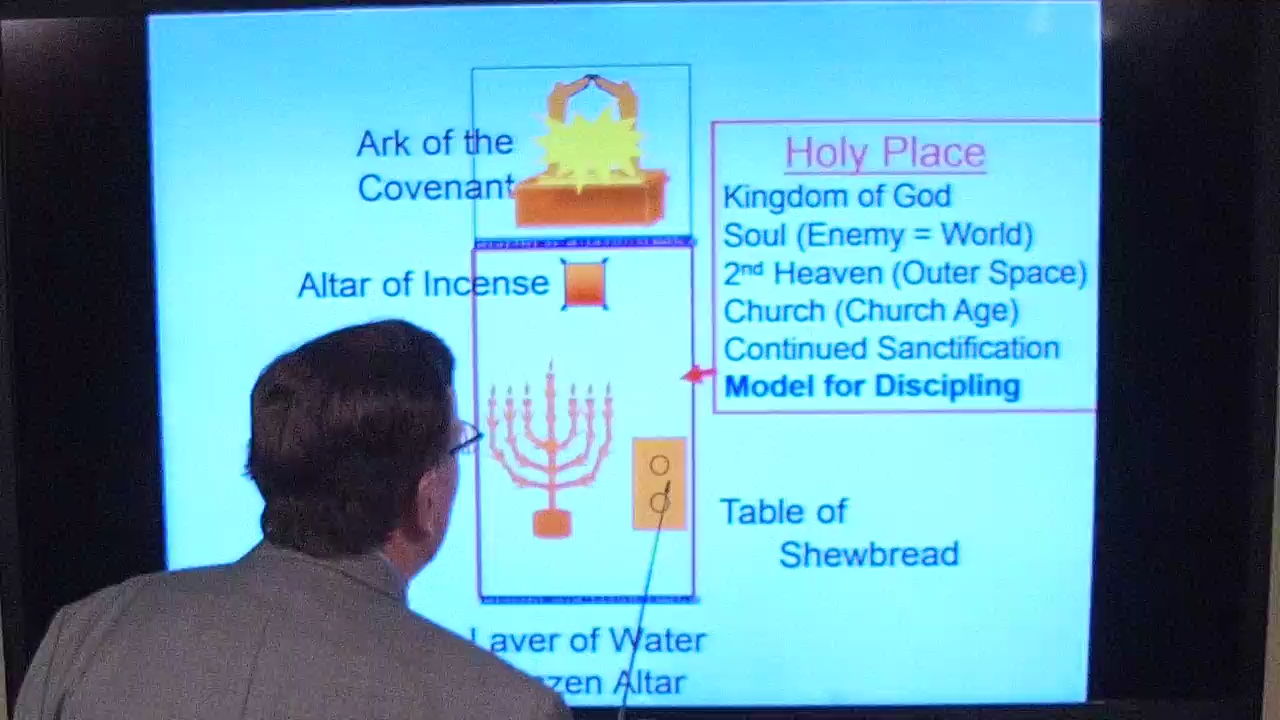 Ark of the
Covenant
Altar of Incense
Holy Place
Kingdom of God
Soul (Enemy = World)
2nd Heaven (Outer Space)
Church (Church Age)
Continued Sanctification
Model for Discipling
Table of
Shewbread
Laver of Water
zen Altar